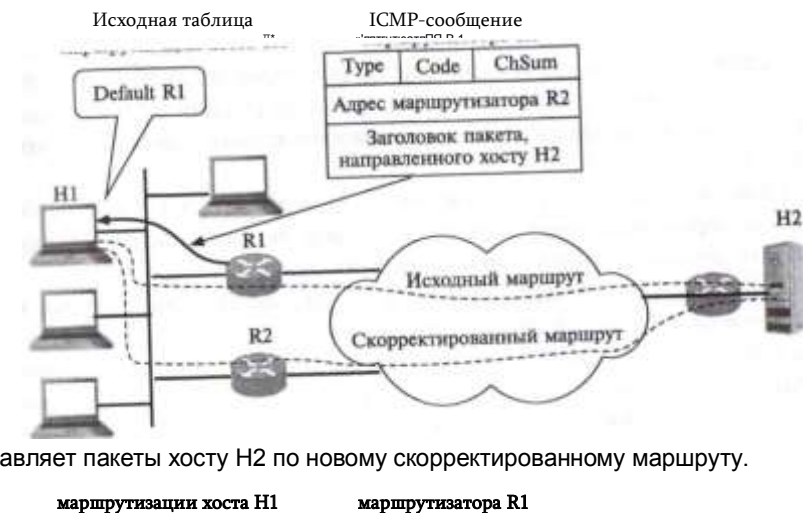 Исходная таблица
ICMP-сообщение
Type Code ChSum
Default R1
Адрес маршрутизатора R2
Заголовок пакета,
направленного хосту H2
H1
H2
R1
Исходный маршрут
R2
Скорректированный маршрут
авляет пакеты хосту H2 по новому скорректированному маршруту.
маршрутизации хоста H1
маршрутизатора R1